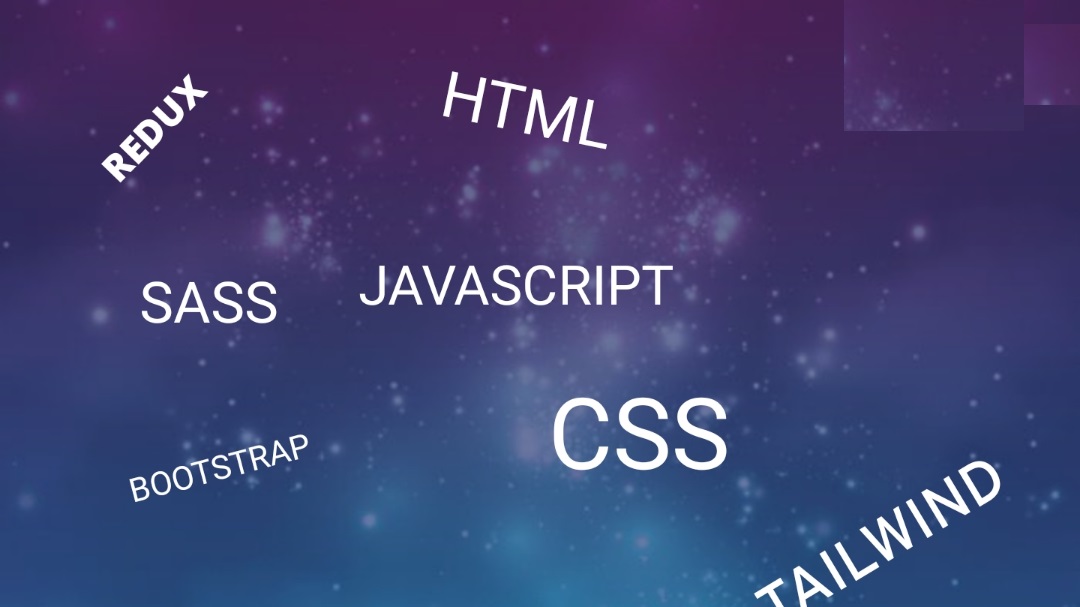 REDUX
HTML
SASS
JAVASCRIPT
CSS
BOOTSTRAP
TAILWIND